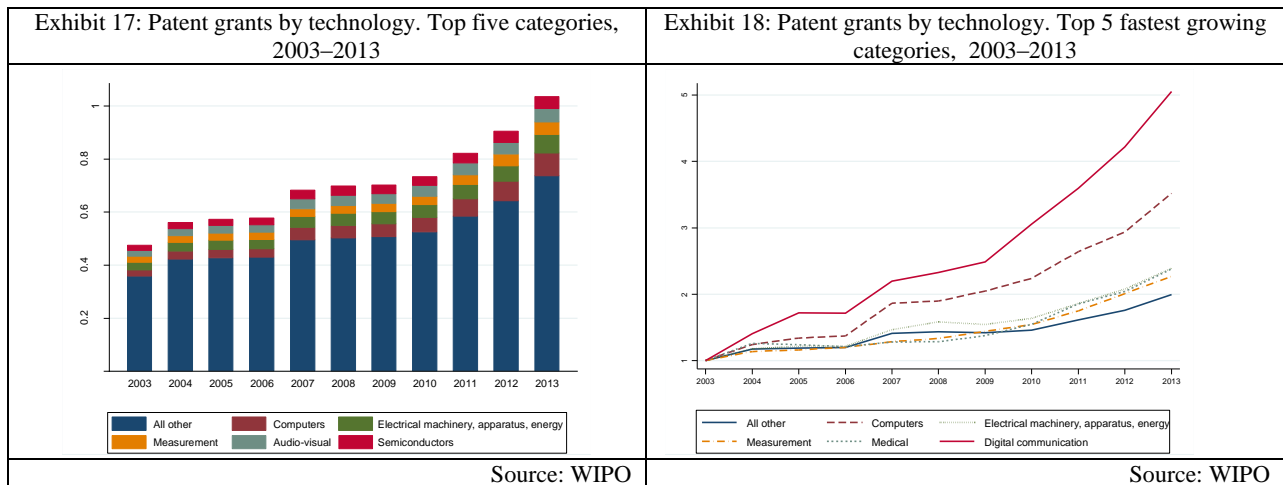 Exhibit 17: Patent grants by technology. Top five categories,
2003–2013
1
0.8
0.6
0.4
0.2
2003 2004 2005 2006 2007 2008 2009 2010 2011 2012 2013
All other Computers Electrical machinery, apparatus, energy
Measurement Audio-visual Semiconductors
Source: WIPO
Exhibit 18: Patent grants by technology. Top 5 fastest growing
categories, 2003–2013
5
4
3
2
1
2003 2004 2005 2006 2007 2008 2009 2010 2011 2012 2013
All other Computers Electrical machinery, apparatus, energy
Measurement Medical Digital communication
Source: WIPO